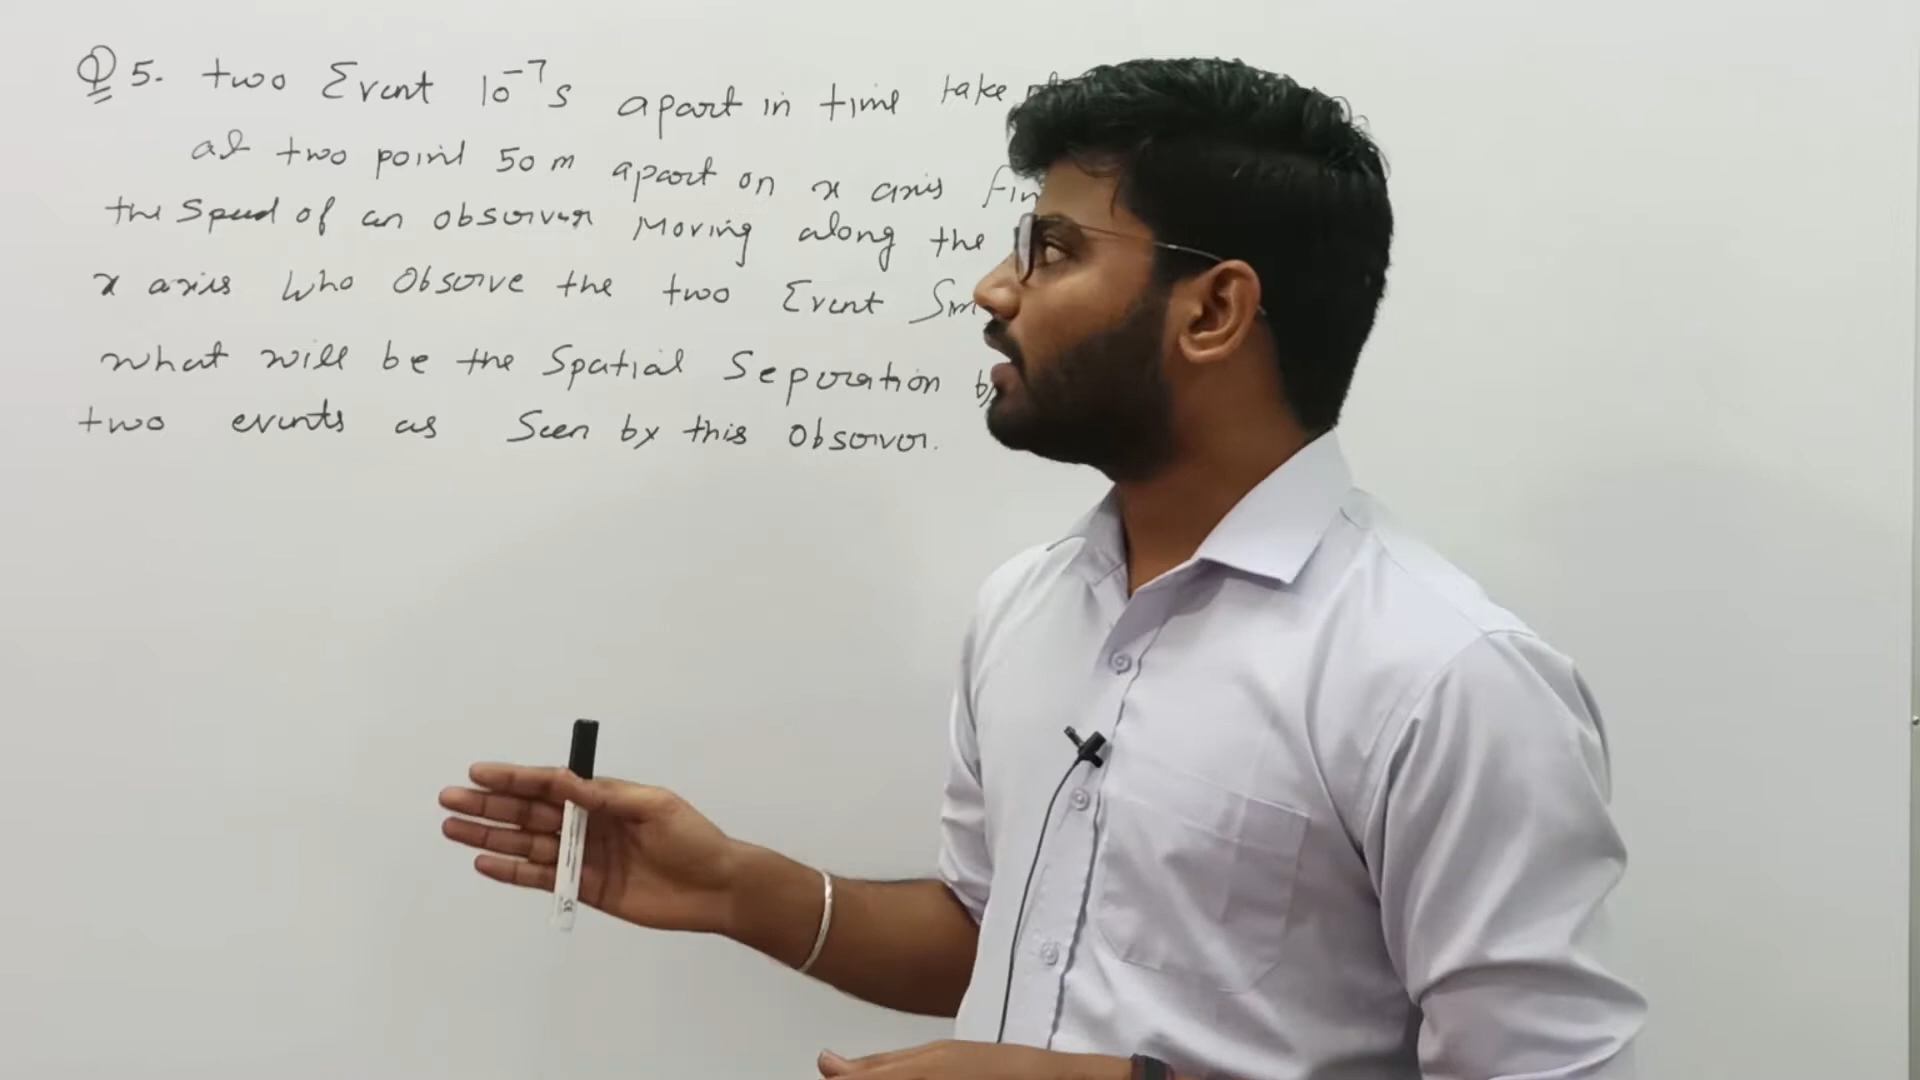 Q 5. two Event 10⁻⁷s apart in time take
at two point 50 m apart on x axis
the speed of an observer Moving along the
x axis Who Observe the two Event
what will be the Spatial Seperation
two events as Seen by this Observer.
CE